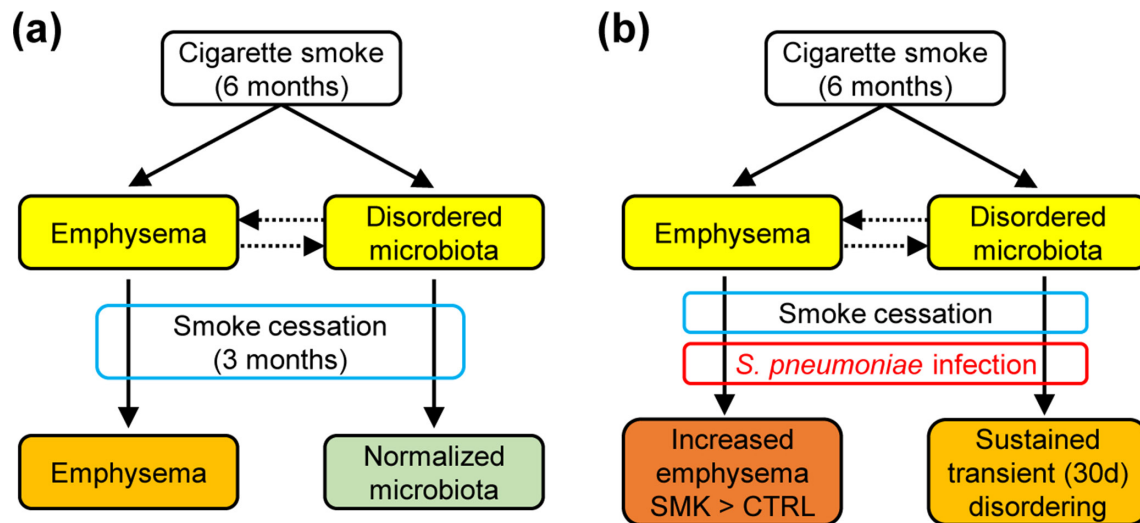 (a)
Cigarette smoke
(6 months)
Emphysema
Disordered
microbiota
Smoke cessation
(3 months)
Emphysema
Normalized
microbiota
(b)
Cigarette smoke
(6 months)
Emphysema
Disordered
microbiota
Smoke cessation
S. pneumoniae infection
Increased
emphysema
SMK > CTRL
Sustained
transient (30d)
disordering